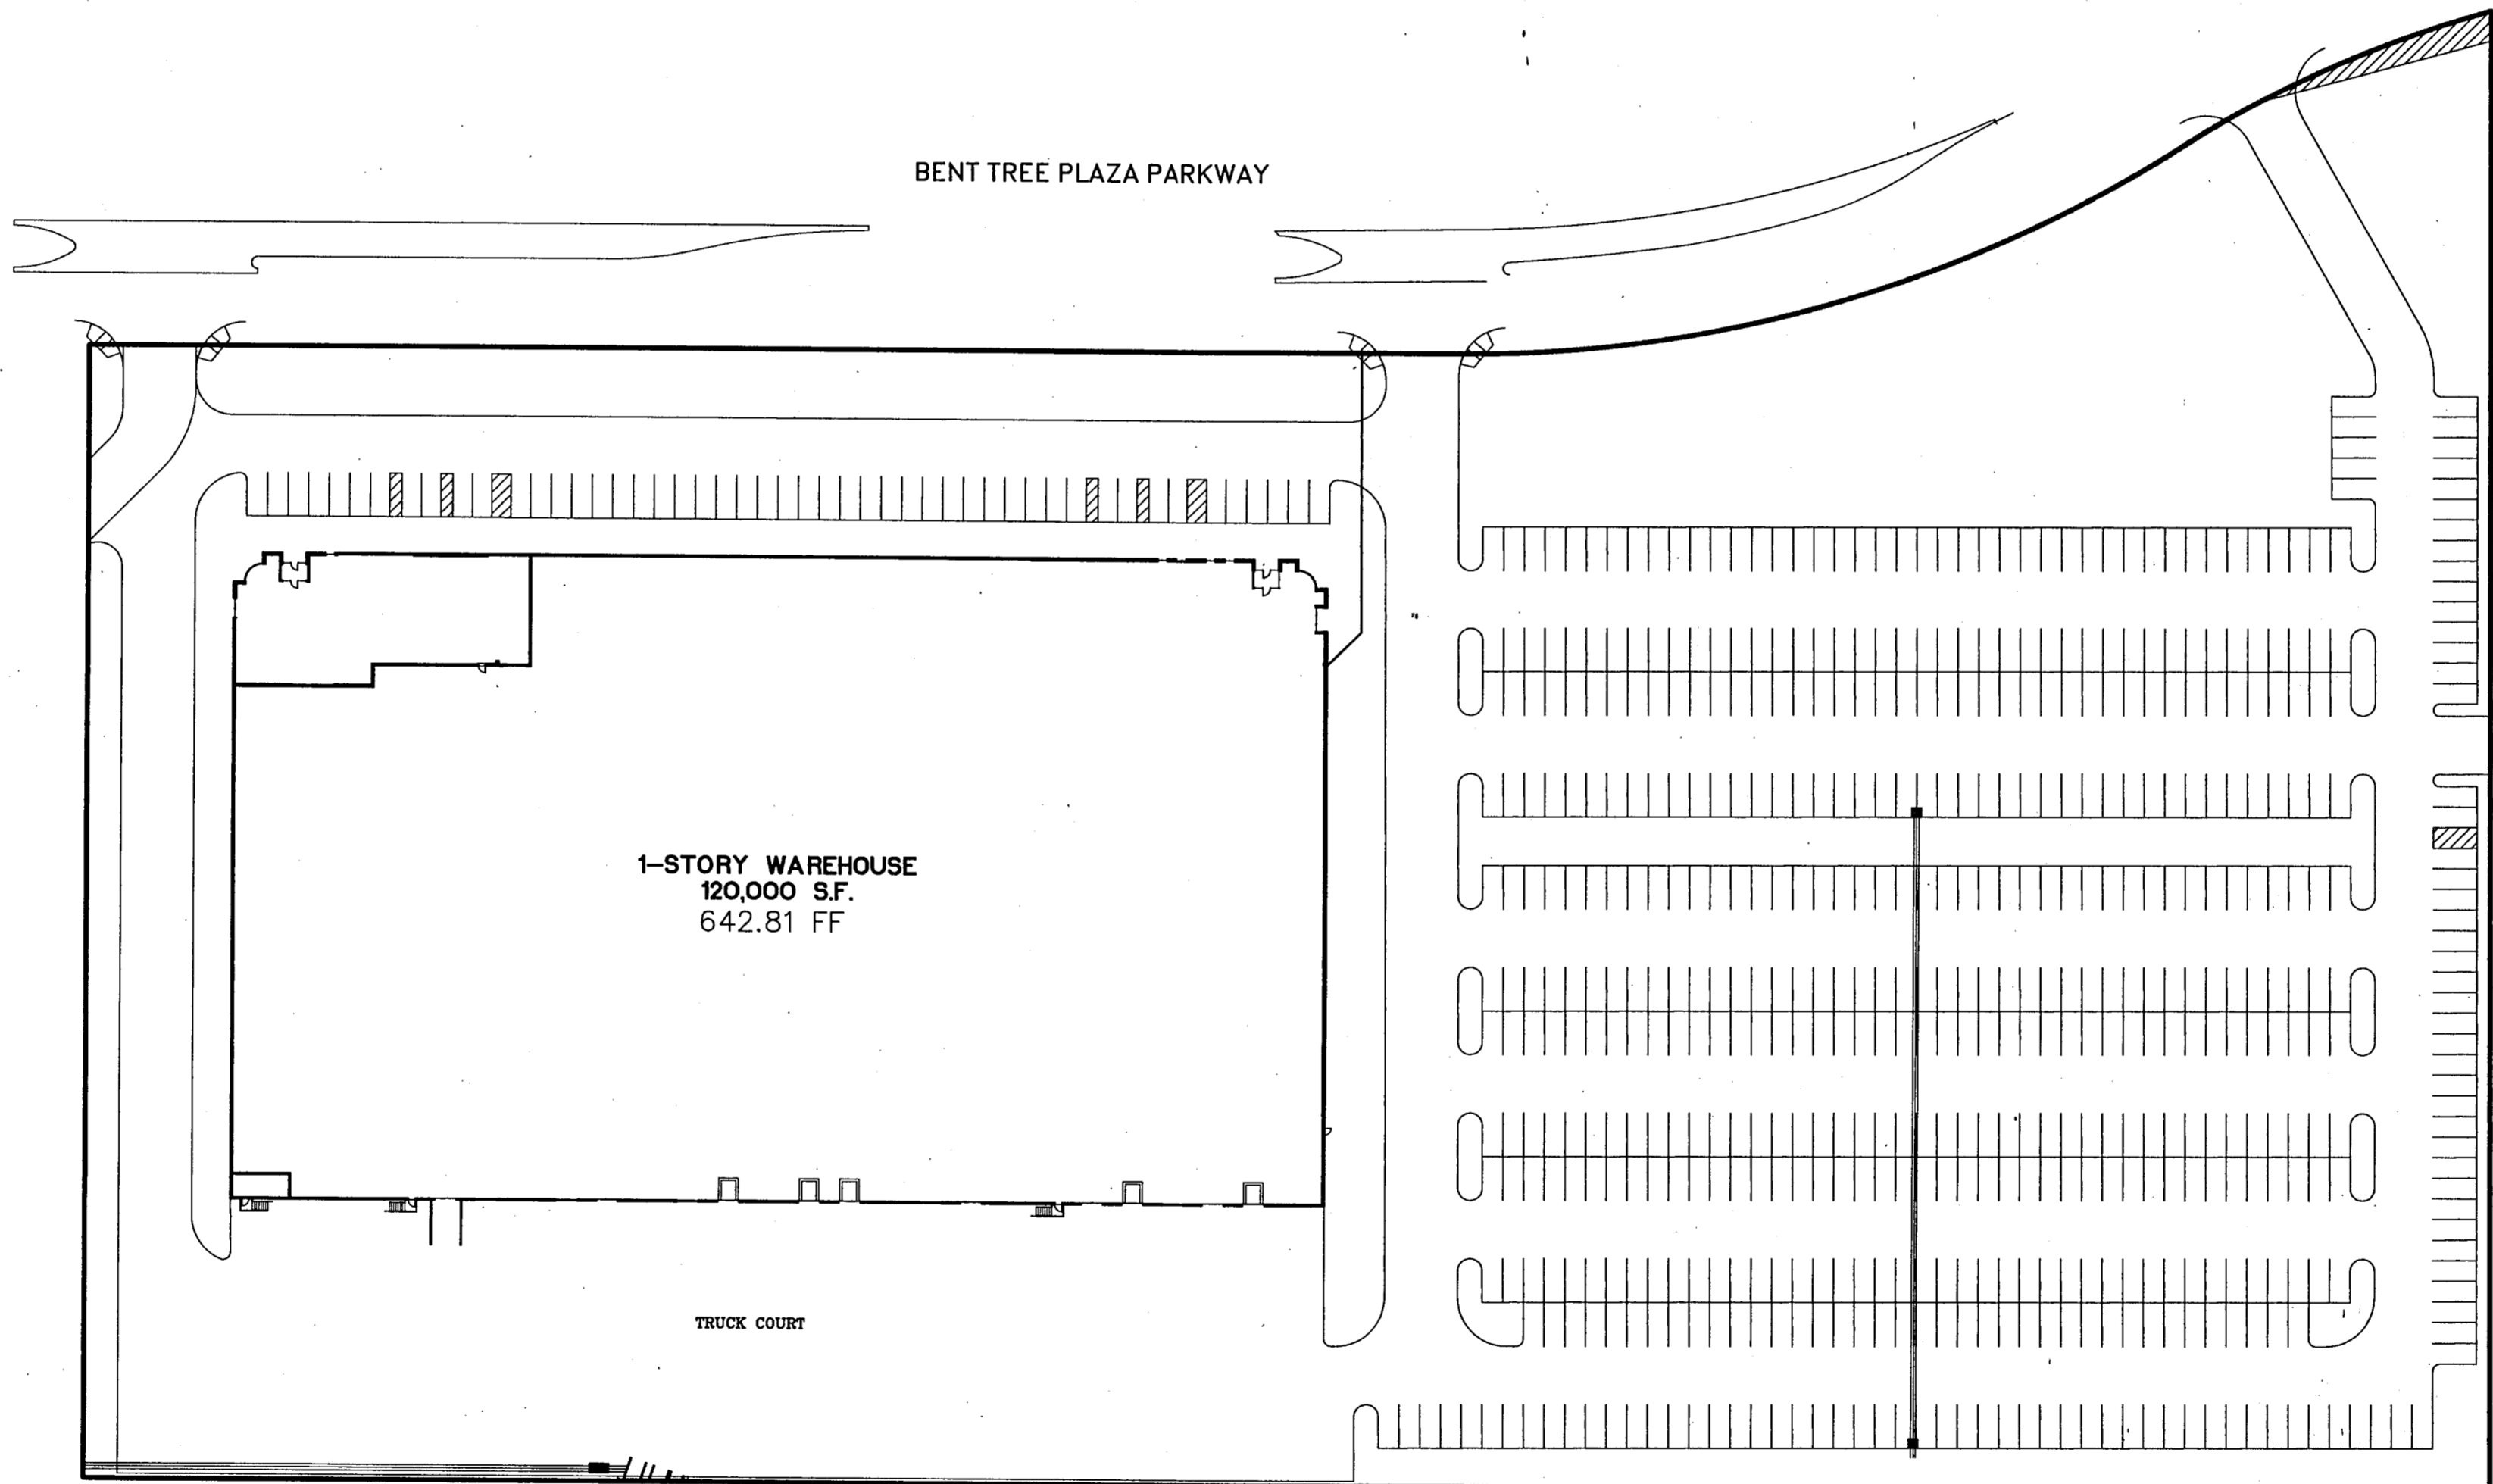 BENT TREE PLAZA PARKWAY
1-STORY WAREHOUSE
120,000 S.F.
642.81 FF
TRUCK COURT